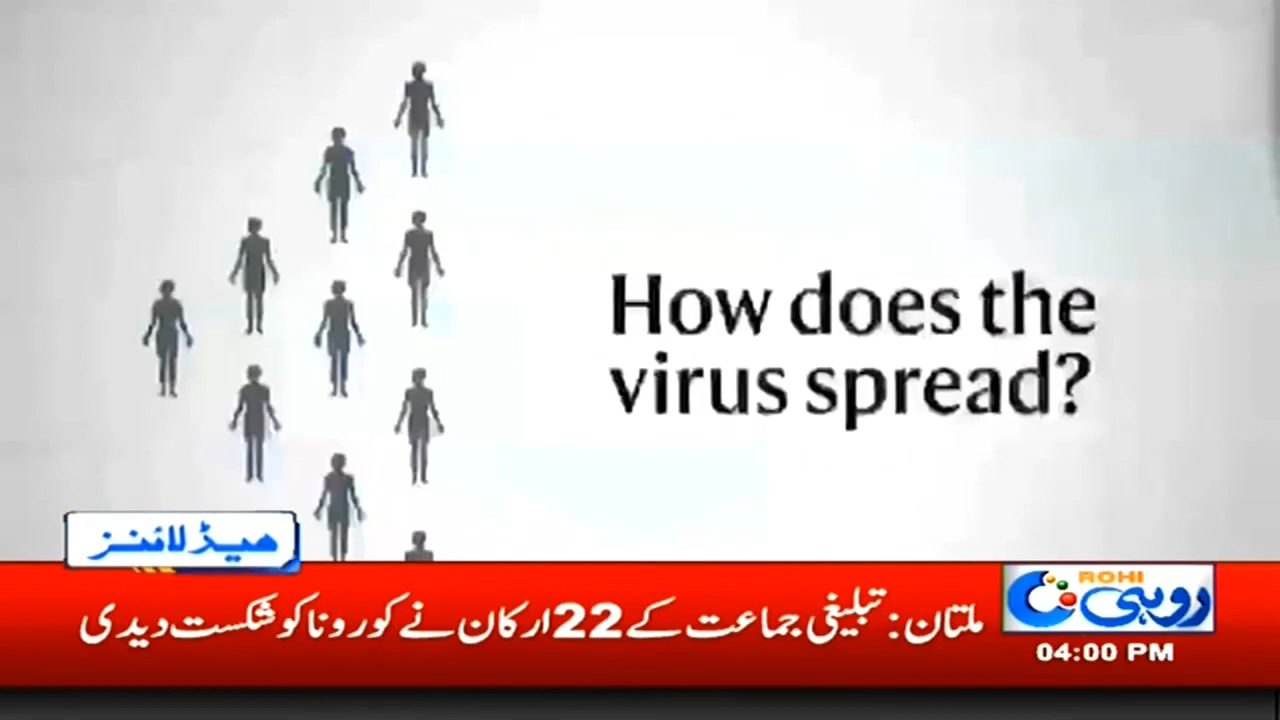 How does the
virus spread?
ھیڈلائنز
ملتان: تبلیغی جماعت کے 22 ارکان نے کورونا کو شکست دیدی
ROHI
روہی
04:00 PM